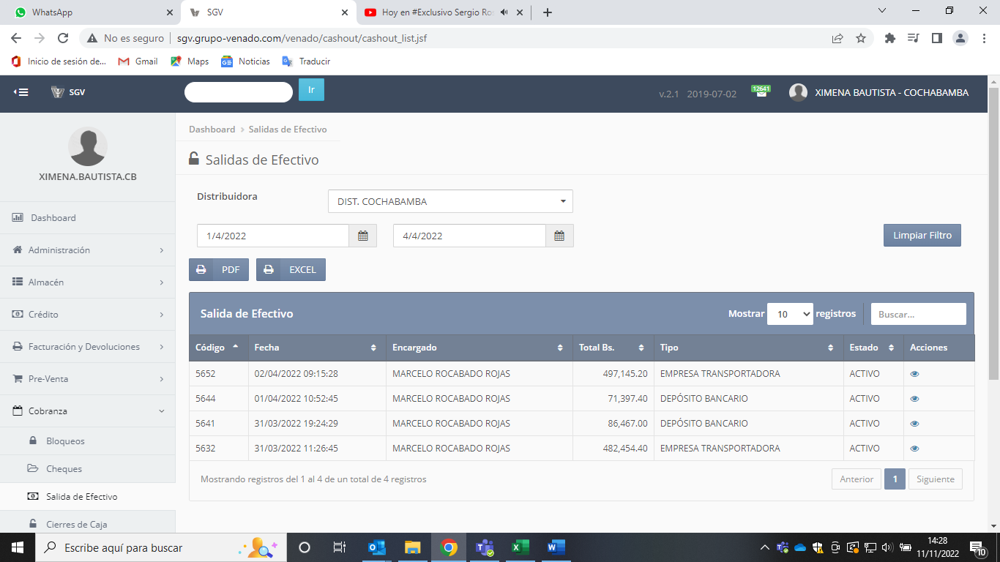 WhatsApp
SGV
Hoy en #Exclusivo Sergio Ros
No es seguro
sgv.grupo-venado.com/venado/cashout/cashout_list.jsf
Inicio de sesión de...
Gmail
Maps
Noticias
Traducir
SGV
Ir
v.2.1 2019-07-02
12641
XIMENA BAUTISTA - COCHABAMBA
XIMENA.BAUTISTA.CB
Dashboard
Administración
Almacén
Crédito
Facturación y Devoluciones
Pre-Venta
Cobranza
Bloqueos
Cheques
Salida de Efectivo
Cierres de Caja
Dashboard > Salidas de Efectivo
Salidas de Efectivo
Distribuidora DIST. COCHABAMBA
1/4/2022 4/4/2022 Limpiar Filtro
PDF EXCEL
Salida de Efectivo Mostrar 10 registros Buscar...
Código Fecha Encargado Total Bs. Tipo Estado Acciones
5652 02/04/2022 09:15:28 MARCELO ROCABADO ROJAS 497,145.20 EMPRESA TRANSPORTADORA ACTIVO
5644 01/04/2022 10:52:45 MARCELO ROCABADO ROJAS 71,397.40 DEPÓSITO BANCARIO ACTIVO
5641 31/03/2022 19:24:29 MARCELO ROCABADO ROJAS 86,467.00 DEPÓSITO BANCARIO ACTIVO
5632 31/03/2022 11:26:45 MARCELO ROCABADO ROJAS 482,454.40 EMPRESA TRANSPORTADORA ACTIVO
Mostrando registros del 1 al 4 de un total de 4 registros
Anterior 1 Siguiente
Escribe aquí para buscar
14:28
11/11/2022
10